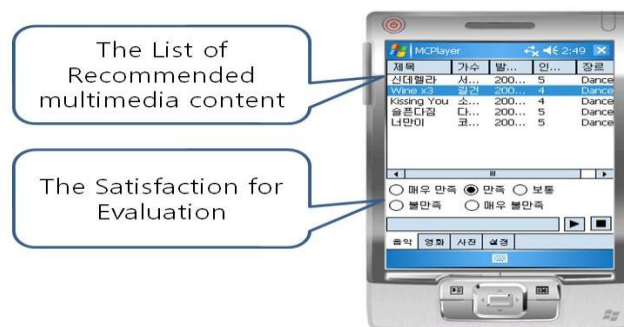 The List of
Recommended
multimedia content
The Satisfaction for
Evaluation
MCPlayer 2:49
제목 가수 발... 인... 장르
신데렐라 서... 200... 5 Dance
Wine x3 길건 200... 4 Dance
Kissing You 소... 200... 4 Dance
슬픈다짐 다... 200... 5 Dance
너만이 코... 200... 5 Dance
매우 만족 만족 보통
불만족 매우 불만족
음악 영화 사진 설정